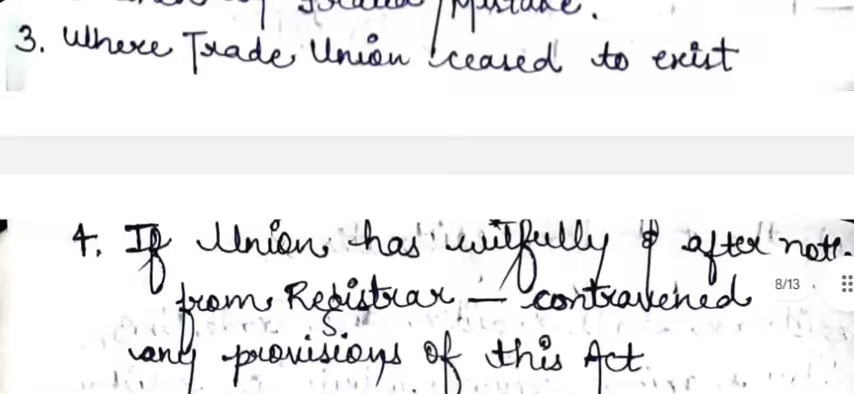 Mistake.
3. Where Trade Union ceased to exist
4. If Union has wilfully & after noti.
from Registrar — contravened
8/13
any provisions of this Act.